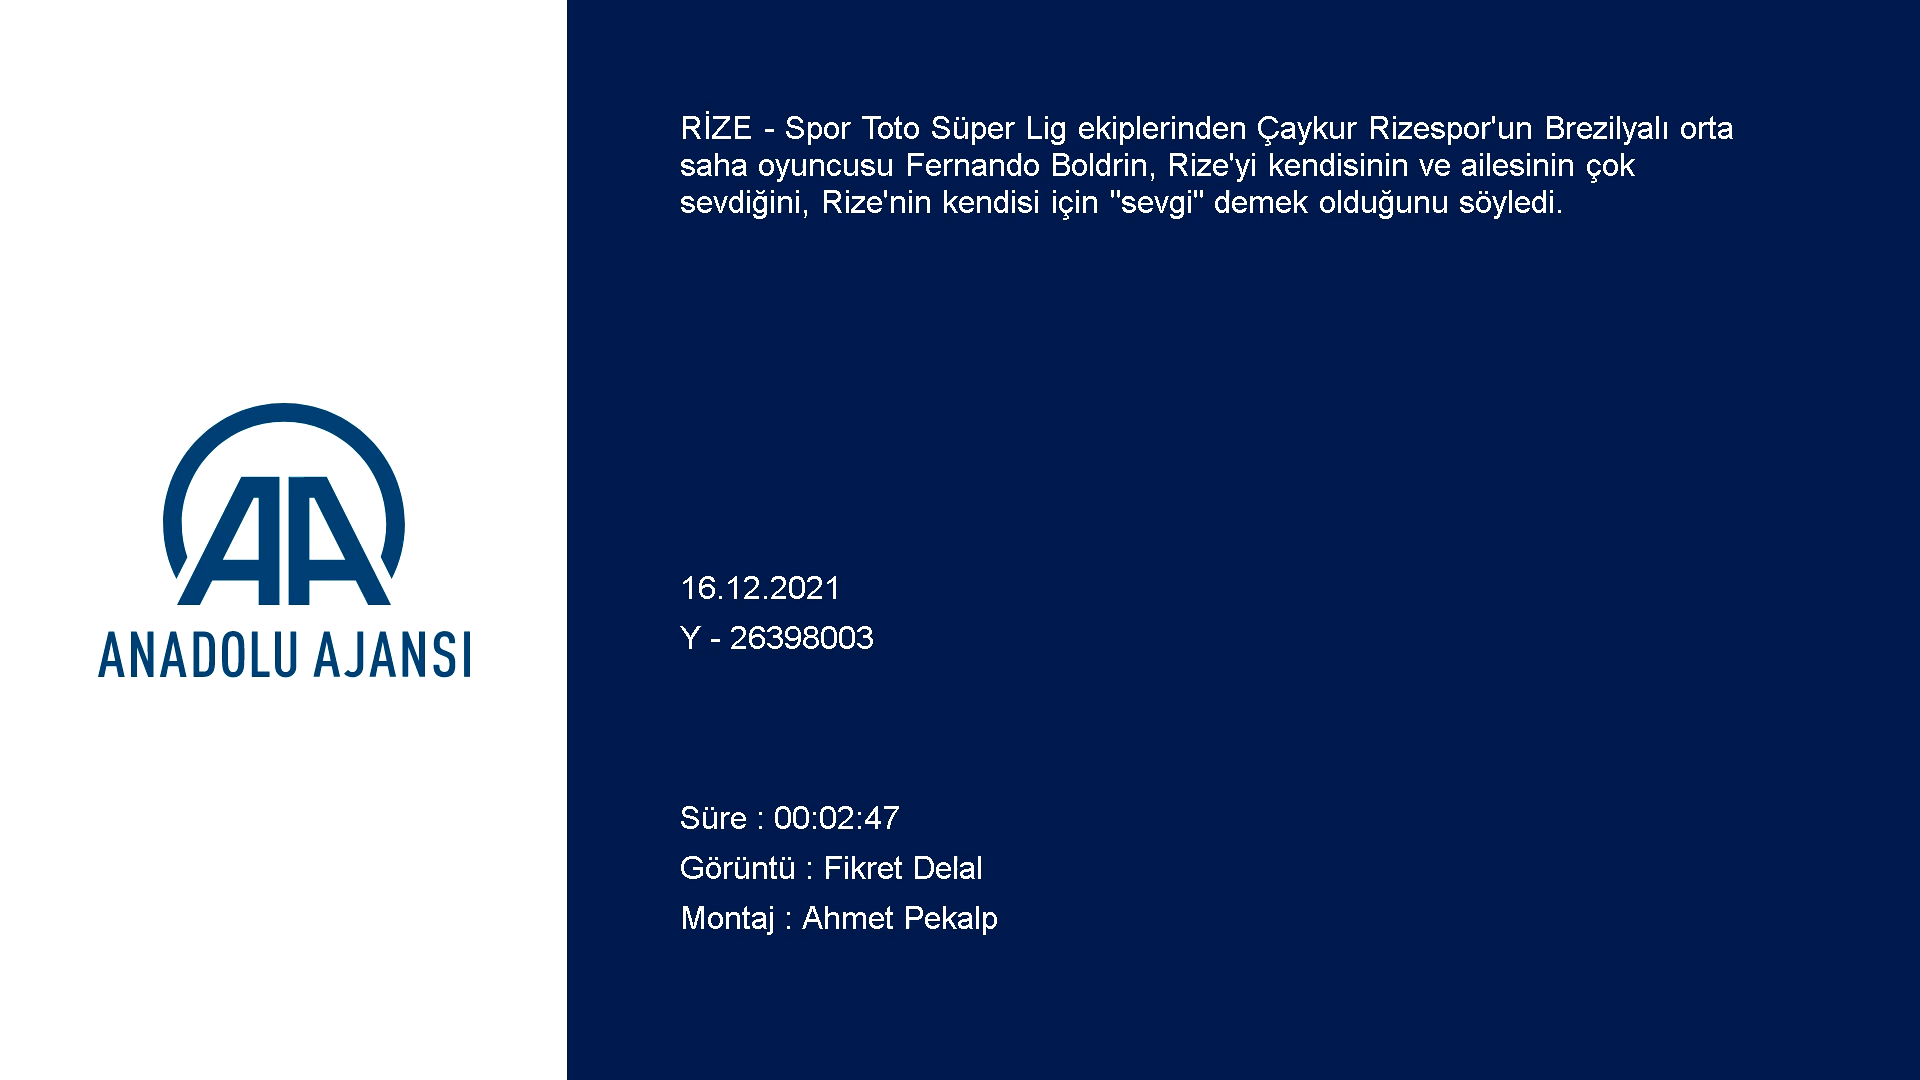 RİZE - Spor Toto Süper Lig ekiplerinden Çaykur Rizespor'un Brezilyalı orta
saha oyuncusu Fernando Boldrin, Rize'yi kendisinin ve ailesinin çok
sevdiğini, Rize'nin kendisi için "sevgi" demek olduğunu söyledi.
AA
ANADOLU AJANSI
16.12.2021
Y - 26398003
Süre : 00:02:47
Görüntü : Fikret Delal
Montaj : Ahmet Pekalp